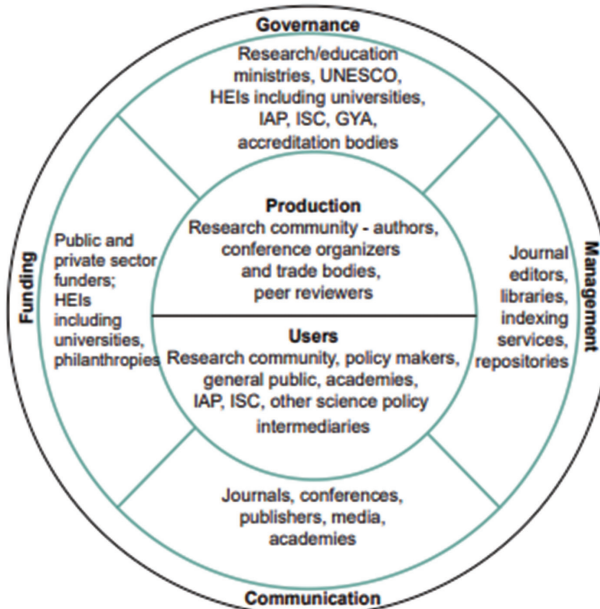 Governance
Research/education
ministries, UNESCO,
HEIs including universities,
IAP, ISC, GYA,
accreditation bodies
Production
Research community - authors,
conference organizers
and trade bodies,
peer reviewers
Funding
Public and
private sector
funders;
HEIs
including
universities,
philanthropies
Journal
editors,
libraries,
indexing
services,
repositories
Management
Users
Research community, policy makers,
general public, academies,
IAP, ISC, other science policy
intermediaries
Journals, conferences,
publishers, media,
academies
Communication